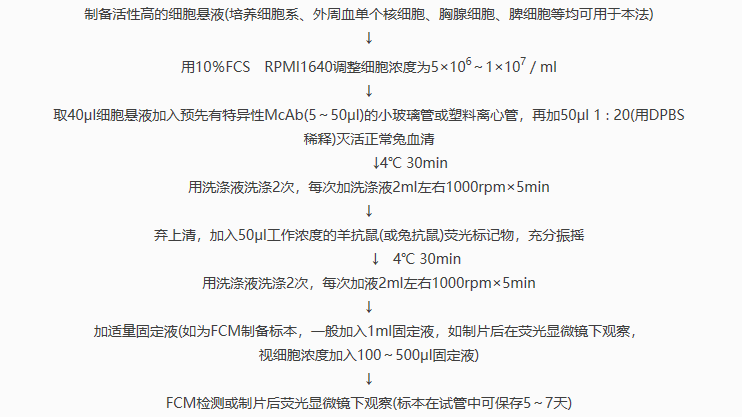 制备活性高的细胞悬液(培养细胞系、外周血单个核细胞、胸腺细胞、脾细胞等均可用于本法)
↓
用10%FCS　RPMI1640调整细胞浓度为5×10⁶～1×10⁷／ml
↓
取40μl细胞悬液加入预先有特异性McAb(5～50μl)的小玻璃管或塑料离心管，再加50μl 1：20(用DPBS
稀释)灭活正常兔血清
↓4℃ 30min
用洗涤液洗涤2次，每次加洗涤液2ml左右1000rpm×5min
↓
弃上清，加入50μl工作浓度的羊抗鼠(或兔抗鼠)荧光标记物，充分振摇
↓　4℃ 30min
用洗涤液洗涤2次，每次加液2ml左右1000rpm×5min
↓
加适量固定液(如为FCM制备标本，一般加入1ml固定液，如制片后在荧光显微镜下观察，
视细胞浓度加入100～500μl固定液)
↓
FCM检测或制片后荧光显微镜下观察(标本在试管中可保存5～7天)